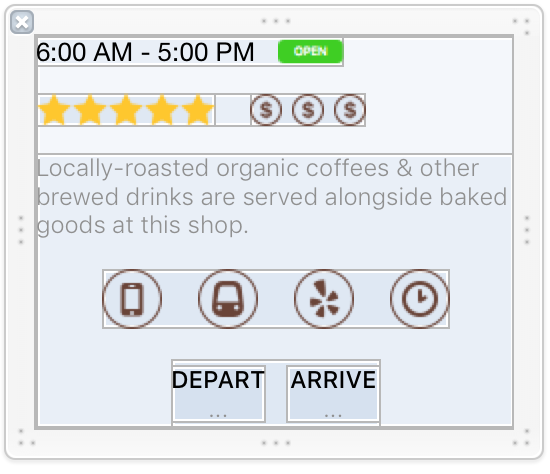 6:00 AM - 5:00 PM OPEN
$ $ $
Locally-roasted organic coffees & other
brewed drinks are served alongside baked
goods at this shop.
DEPART ARRIVE
... ...